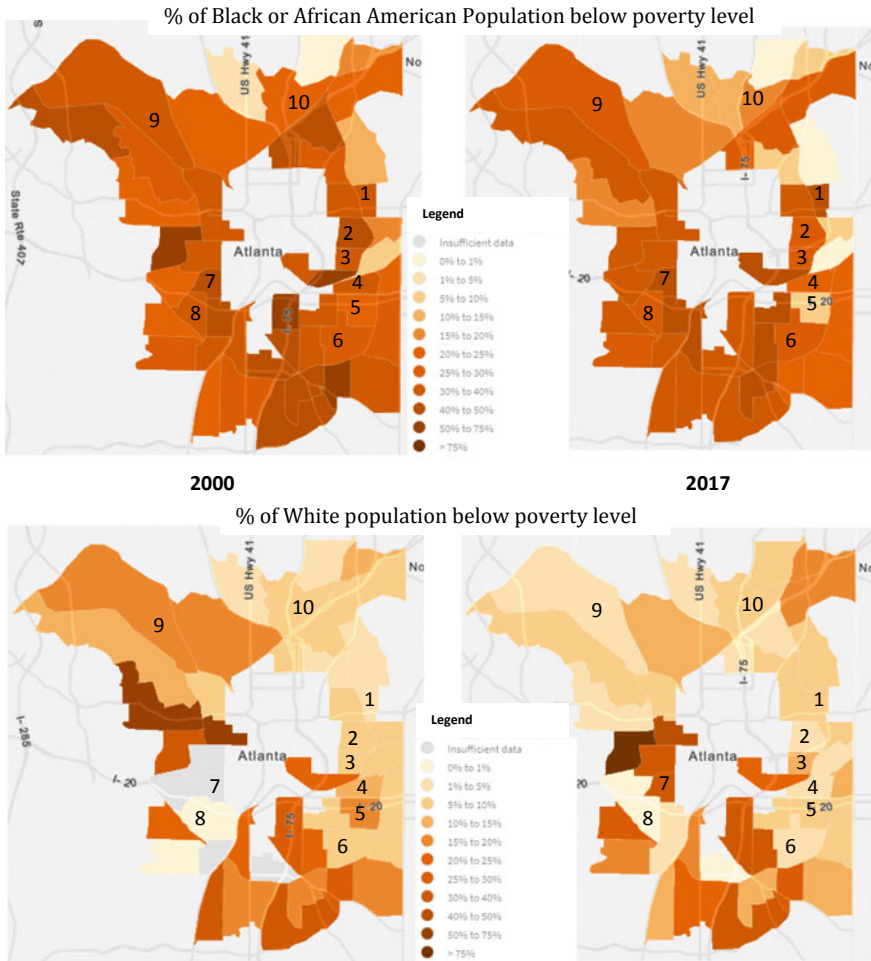 % of Black or African American Population below poverty level
S
No
US Hwy 41
10
9
State Rte 407
1
2
Atlanta
3
7
4
8
5
I- 75
6
Legend
Insufficient data
0% to 1%
1% to 5%
5% to 10%
10% to 15%
15% to 20%
20% to 25%
25% to 30%
30% to 40%
40% to 50%
50% to 75%
> 75%
US Hwy 41
No
10
9
I- 75
1
2
Atlanta
3
I- 20
7
4
8
5
20
6
2000
2017
% of White population below poverty level
US Hwy 41
No
10
9
1
I- 285
2
Atlanta
3
I- 20
7
4
8
5
20
I- 75
6
Legend
Insufficient data
0% to 1%
1% to 5%
5% to 10%
10% to 15%
15% to 20%
20% to 25%
25% to 30%
30% to 40%
40% to 50%
50% to 75%
> 75%
US Hwy 41
No
10
9
I- 75
1
2
Atlanta
3
20
7
4
8
5
20
6